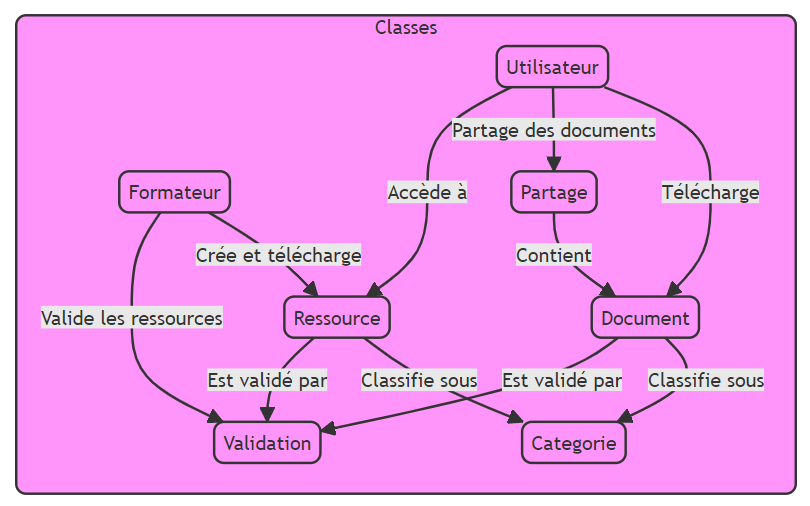 Classes
Utilisateur
Partage des documents
Formateur
Accède à
Partage
Télécharge
Crée et télécharge
Contient
Valide les ressources
Ressource
Document
Est validé par
Classifie sous
Est validé par
Classifie sous
Validation
Categorie